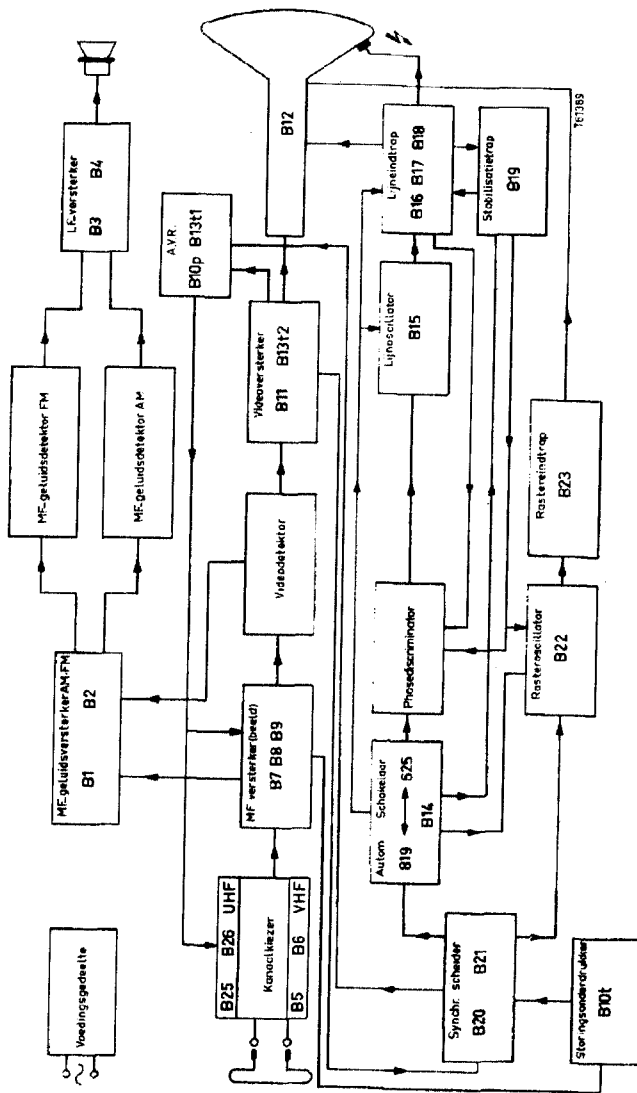 Voedingsgedeelte
MF.geluidsversterker AM-FM
B1 B2
MF-geluidsdetektor FM
MF-geluidsdetektor AM
LF.versterker
B3 B4
B25 B26 UHF
Kanaalkiezer
B5 B6 VHF
MF versterker(beeld)
B7 B8 B9
Videodetektor
Videoversterker
B11 B13t2
A.V.R.
B10p B13t1
B12
Autom Schakelaar
819 625
B14
Phasediscriminator
Lijnoscillator
B15
Lijneindtrap
B16 B17 B18
Stabilisatietrap
B19
Synchr. scheider
B20 B21
Storingsonderdrukker
B10t
Rasteroscillator
B22
Rastereindtrap
B23
T61389